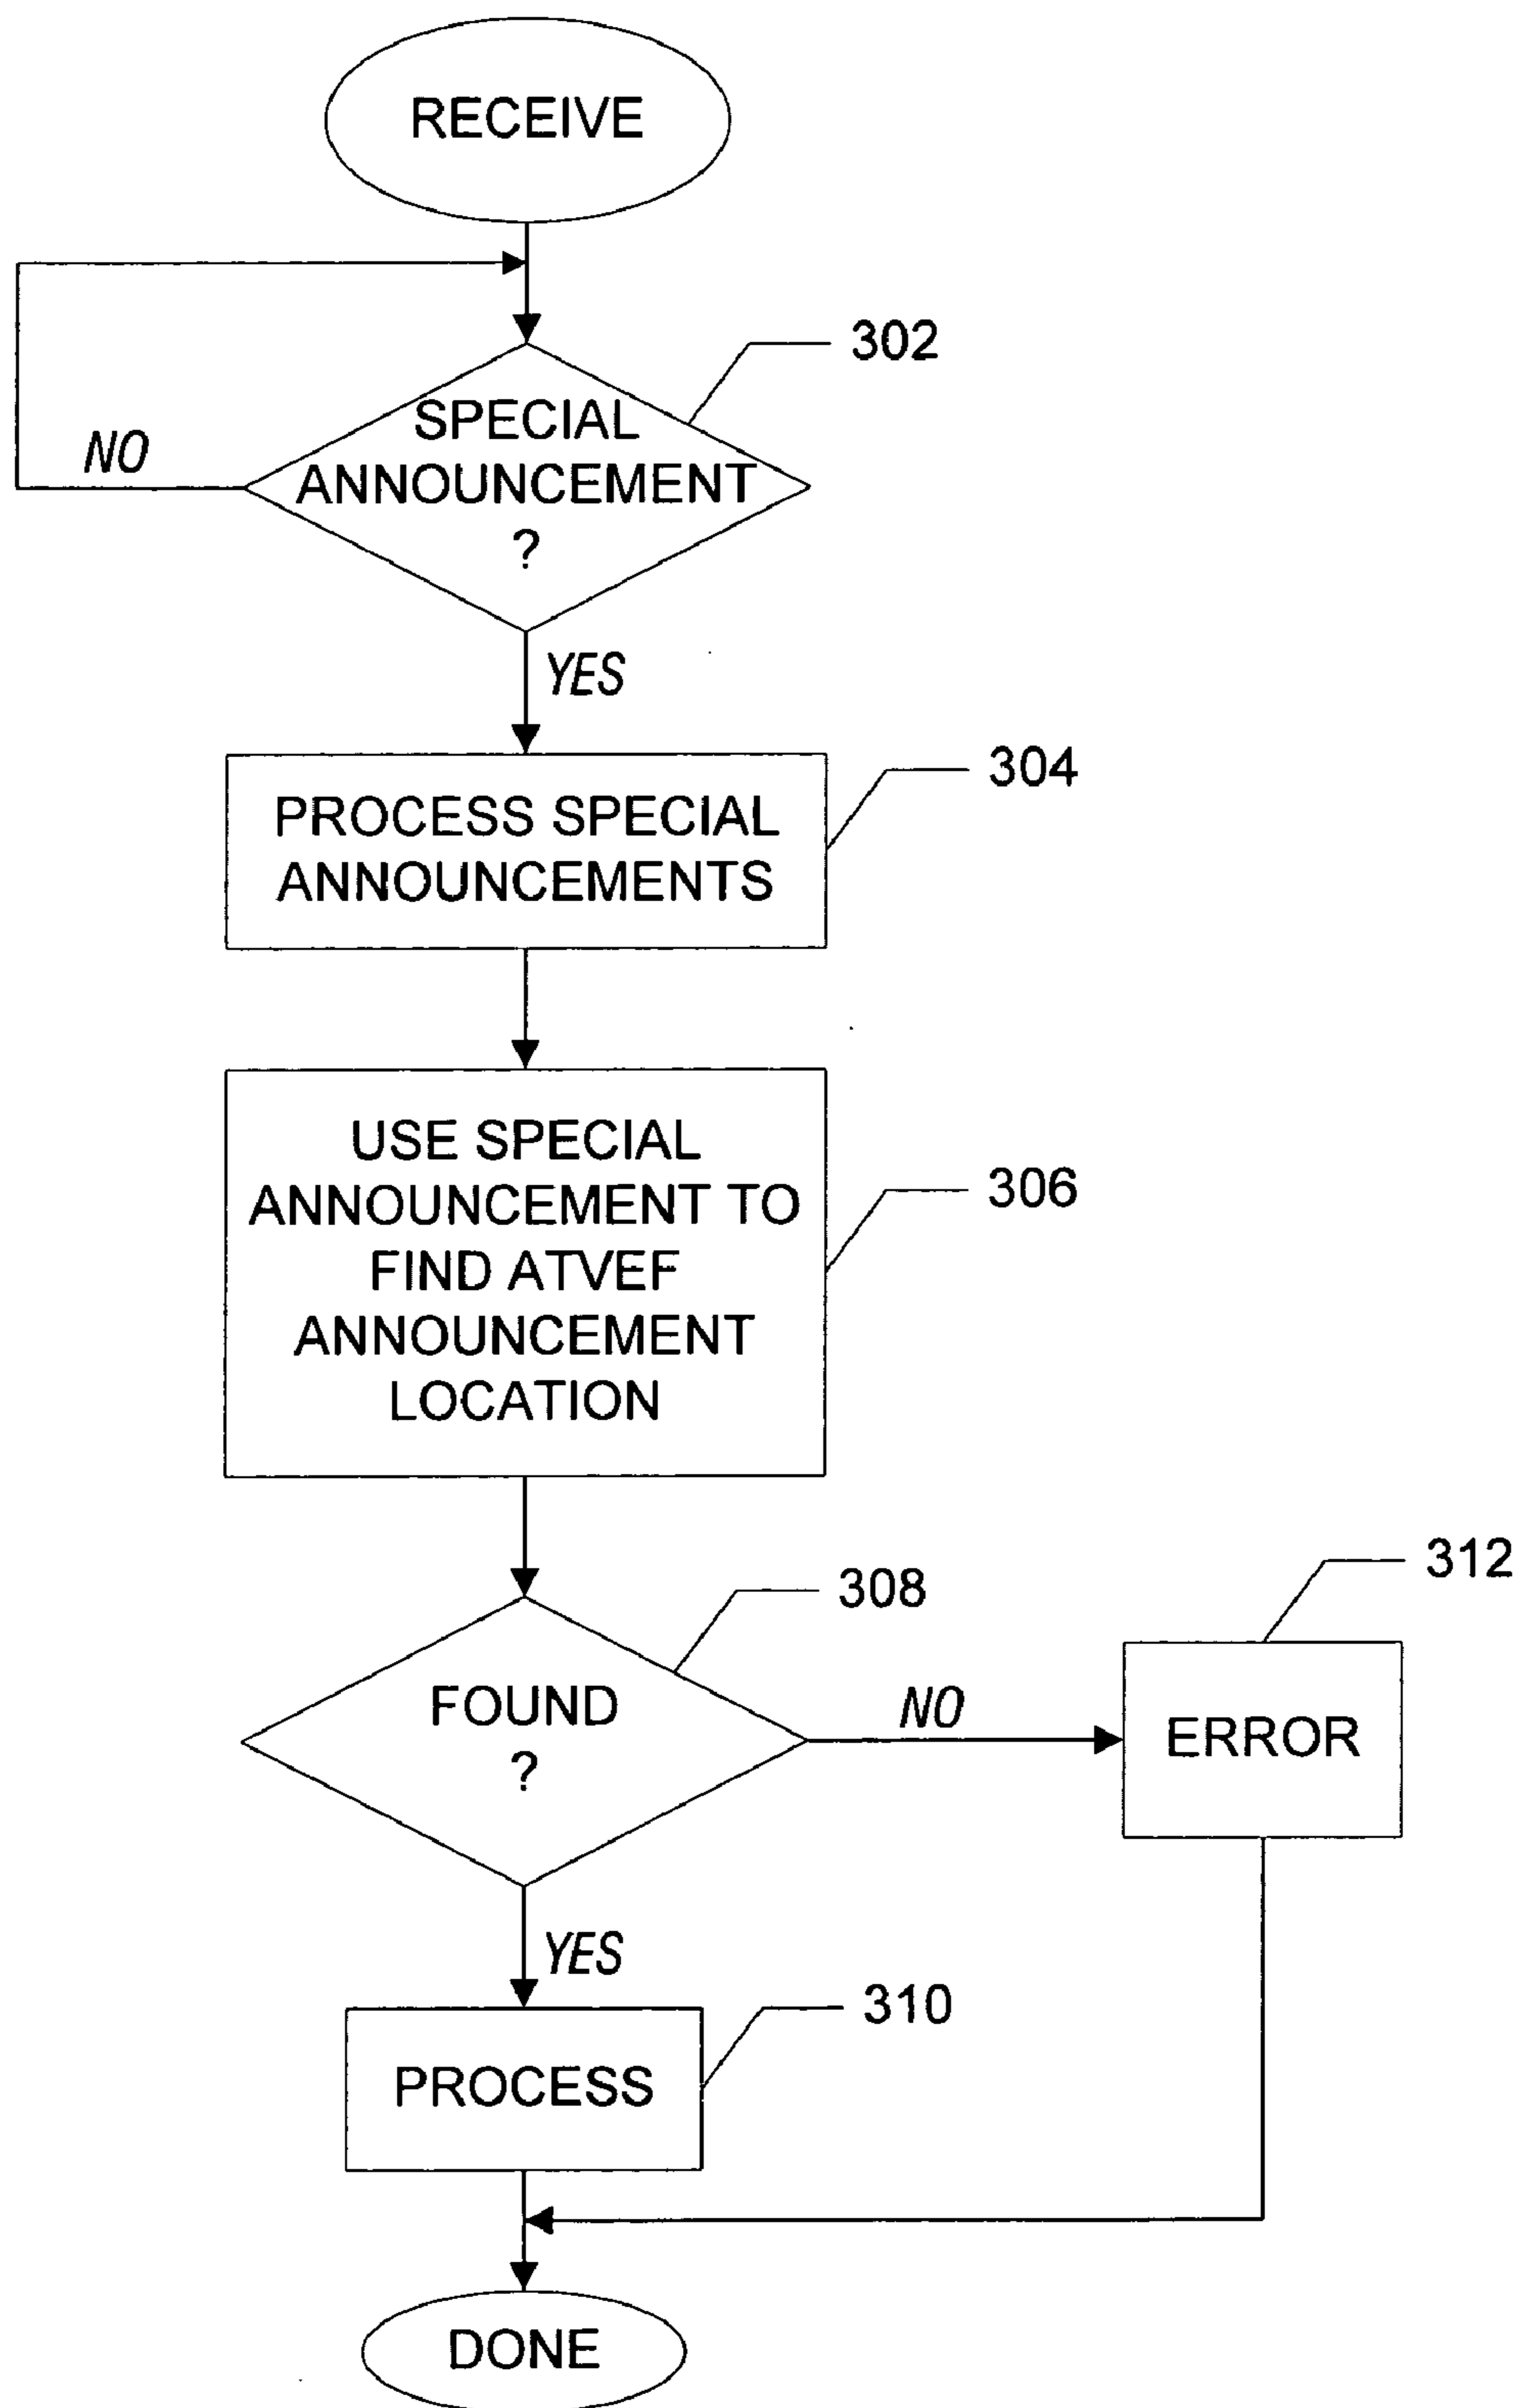 RECEIVE
302
SPECIAL
ANNOUNCEMENT
?
NO
YES
304
PROCESS SPECIAL
ANNOUNCEMENTS
USE SPECIAL
ANNOUNCEMENT TO
FIND ATVEF
ANNOUNCEMENT
LOCATION
306
308
312
FOUND
?
NO
ERROR
YES
310
PROCESS
DONE